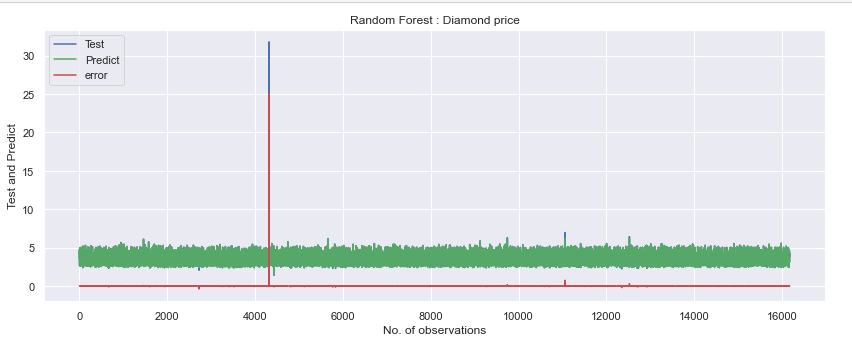 Random Forest : Diamond price
Test
Predict
error
Test and Predict
30
25
20
15
10
5
0
0 2000 4000 6000 8000 10000 12000 14000 16000
No. of observations